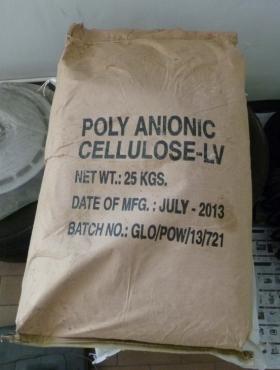 POLY ANIONIC
CELLULOSE-LV
NET WT.: 25 KGS.
DATE OF MFG. : JULY - 2013
BATCH NO.: GLO/POW/13/721